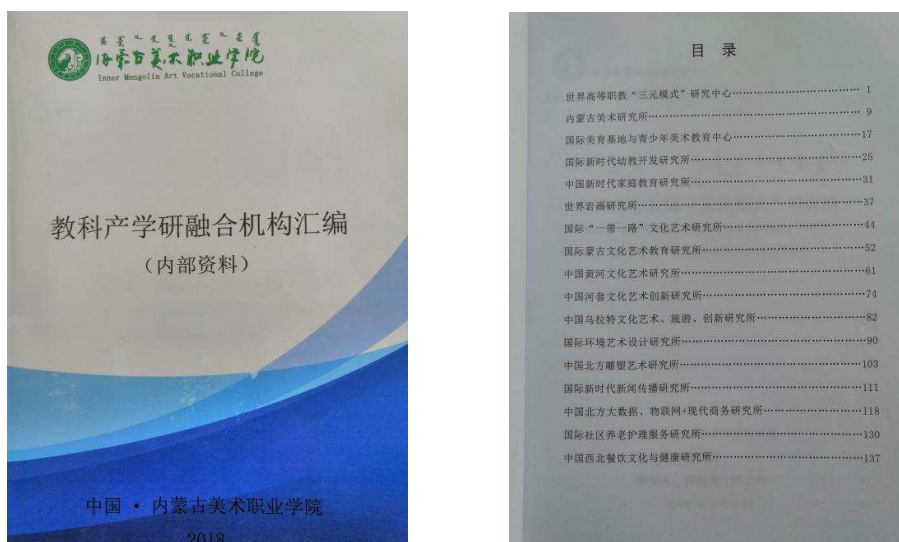 内蒙古美术职业学院
Inner Mongolia Art Vocational College
教科产学研融合机构汇编
（内部资料）
中国·内蒙古美术职业学院
2018
目 录
世界高等职教“三元模式”研究中心……………………………… 1
内蒙古美术研究所……………………………… 9
国际美育基地与青少年美术教育中心………………………………17
国际新时代幼教开发研究所………………………………25
中国新时代家庭教育研究所………………………………31
世界岩画研究所………………………………37
国际“一带一路”文化艺术研究所………………………………44
国际蒙古文化艺术教育研究所………………………………52
中国黄河文化艺术研究所………………………………61
中国河套文化艺术创新研究所………………………………74
中国乌拉特文化艺术、旅游、创新研究所………………………………82
国际环境艺术设计研究所………………………………90
中国北方雕塑艺术研究所………………………………103
国际新时代新闻传播研究所………………………………111
中国北方大数据、物联网+现代商务研究所………………………………118
国际社区养老护理服务研究所………………………………130
中国西北餐饮文化与健康研究所………………………………137